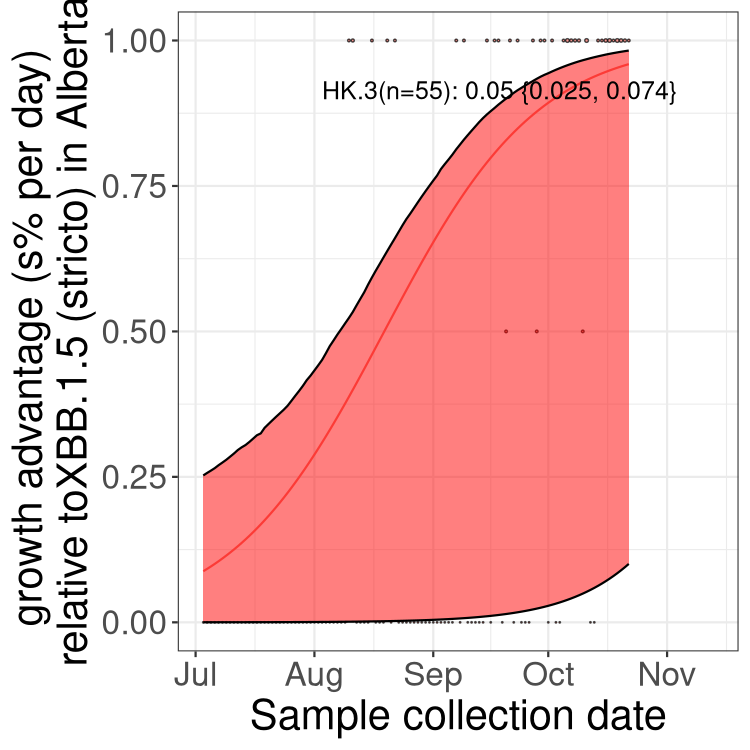 growth advantage (s% per day)
relative toXBB.1.5 (stricto) in Alberta
1.00
0.75
0.50
0.25
0.00
HK.3(n=55): 0.05 {0.025, 0.074}
Jul Aug Sep Oct Nov
Sample collection date